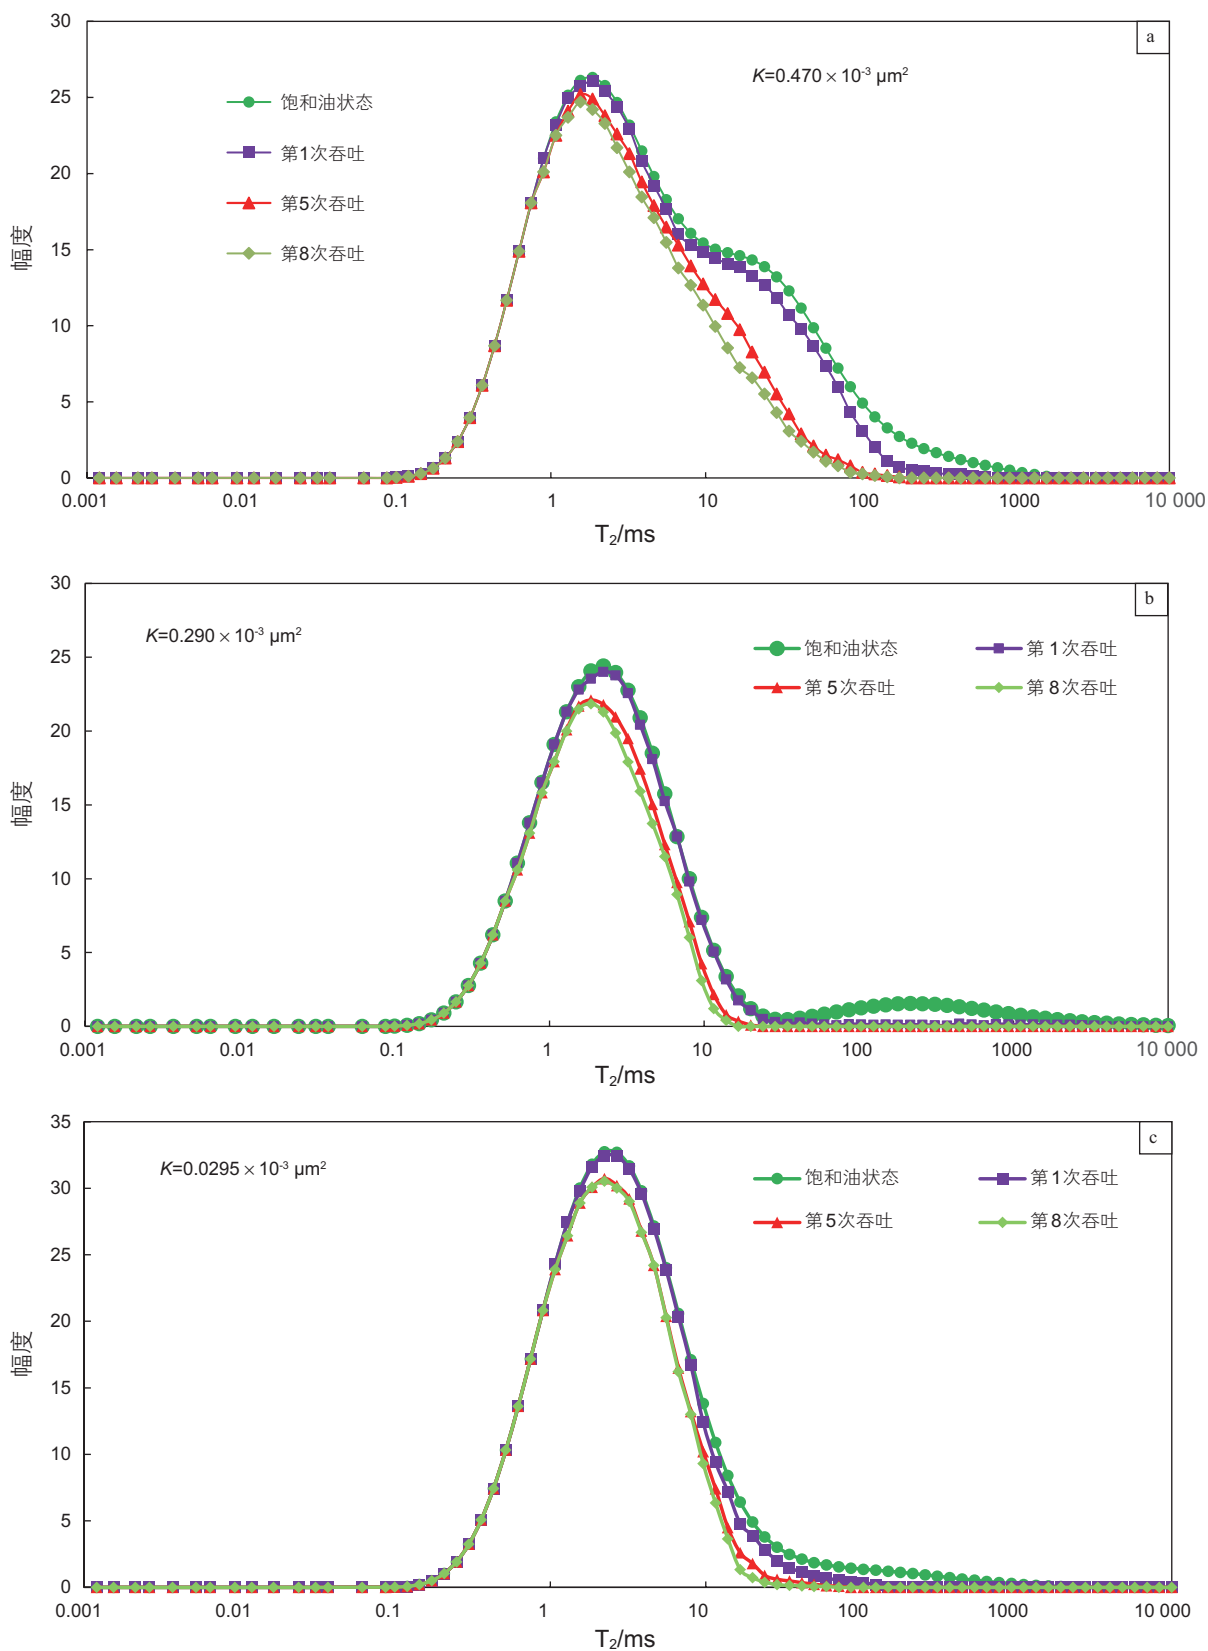 30
a
K=0.470 × 10⁻³ μm²
25
饱和油状态
第1次吞吐
20
第5次吞吐
第8次吞吐
15
幅度
10
5
0
0.001
0.01
0.1
1
10
100
1000
10 000
T₂/ms
30
b
K=0.290 × 10⁻³ μm²
饱和油状态
第 1次吞吐
25
第 5次吞吐
第 8次吞吐
20
15
幅度
10
5
0
0.001
0.01
0.1
1
10
100
1000
10 000
T₂/ms
35
c
K=0.0295 × 10⁻³ μm²
饱和油状态
第1次吞吐
30
第5次吞吐
第8次吞吐
25
20
幅度
15
10
5
0
0.001
0.01
0.1
1
10
100
1000
10 000
T₂/ms